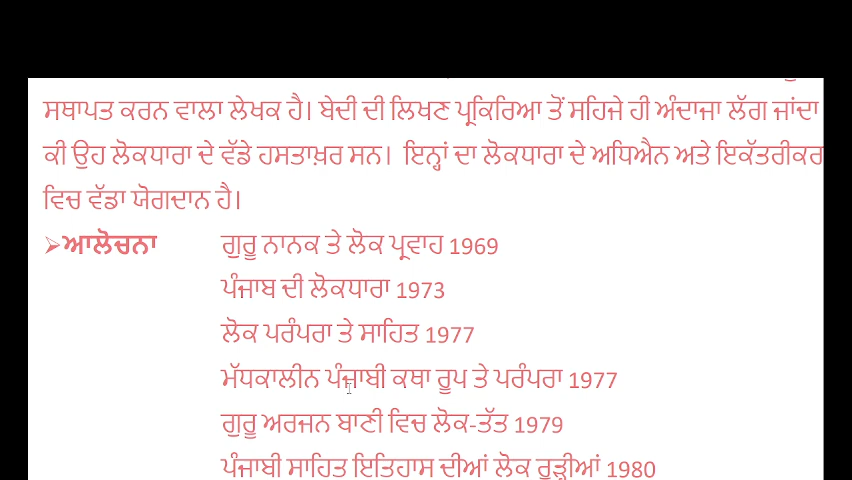 ਸਥਾਪਤ ਕਰਨ ਵਾਲਾ ਲੇਖਕ ਹੈ। ਬੇਦੀ ਦੀ ਲਿਖਣ ਪ੍ਰਕਿਰਿਆ ਤੋਂ ਸਹਿਜੇ ਹੀ ਅੰਦਾਜਾ ਲੱਗ ਜਾਂਦਾ
ਕੀ ਉਹ ਲੋਕਧਾਰਾ ਦੇ ਵੱਡੇ ਹਸਤਾਖ਼ਰ ਸਨ। ਇਨ੍ਹਾਂ ਦਾ ਲੋਕਧਾਰਾ ਦੇ ਅਧਿਐਨ ਅਤੇ ਇਕੱਤਰੀਕਰ
ਵਿਚ ਵੱਡਾ ਯੋਗਦਾਨ ਹੈ।
➢ਆਲੋਚਨਾ ਗੁਰੂ ਨਾਨਕ ਤੇ ਲੋਕ ਪ੍ਰਵਾਹ 1969
ਪੰਜਾਬ ਦੀ ਲੋਕਧਾਰਾ 1973
ਲੋਕ ਪਰੰਪਰਾ ਤੇ ਸਾਹਿਤ 1977
ਮੱਧਕਾਲੀਨ ਪੰਜਾਬੀ ਕਥਾ ਰੂਪ ਤੇ ਪਰੰਪਰਾ 1977
ਗੁਰੂ ਅਰਜਨ ਬਾਣੀ ਵਿਚ ਲੋਕ-ਤੱਤ 1979
ਪੰਜਾਬੀ ਸਾਹਿਤ ਇਤਿਹਾਸ ਦੀਆਂ ਲੋਕ ਰੂੜ੍ਹੀਆਂ 1980